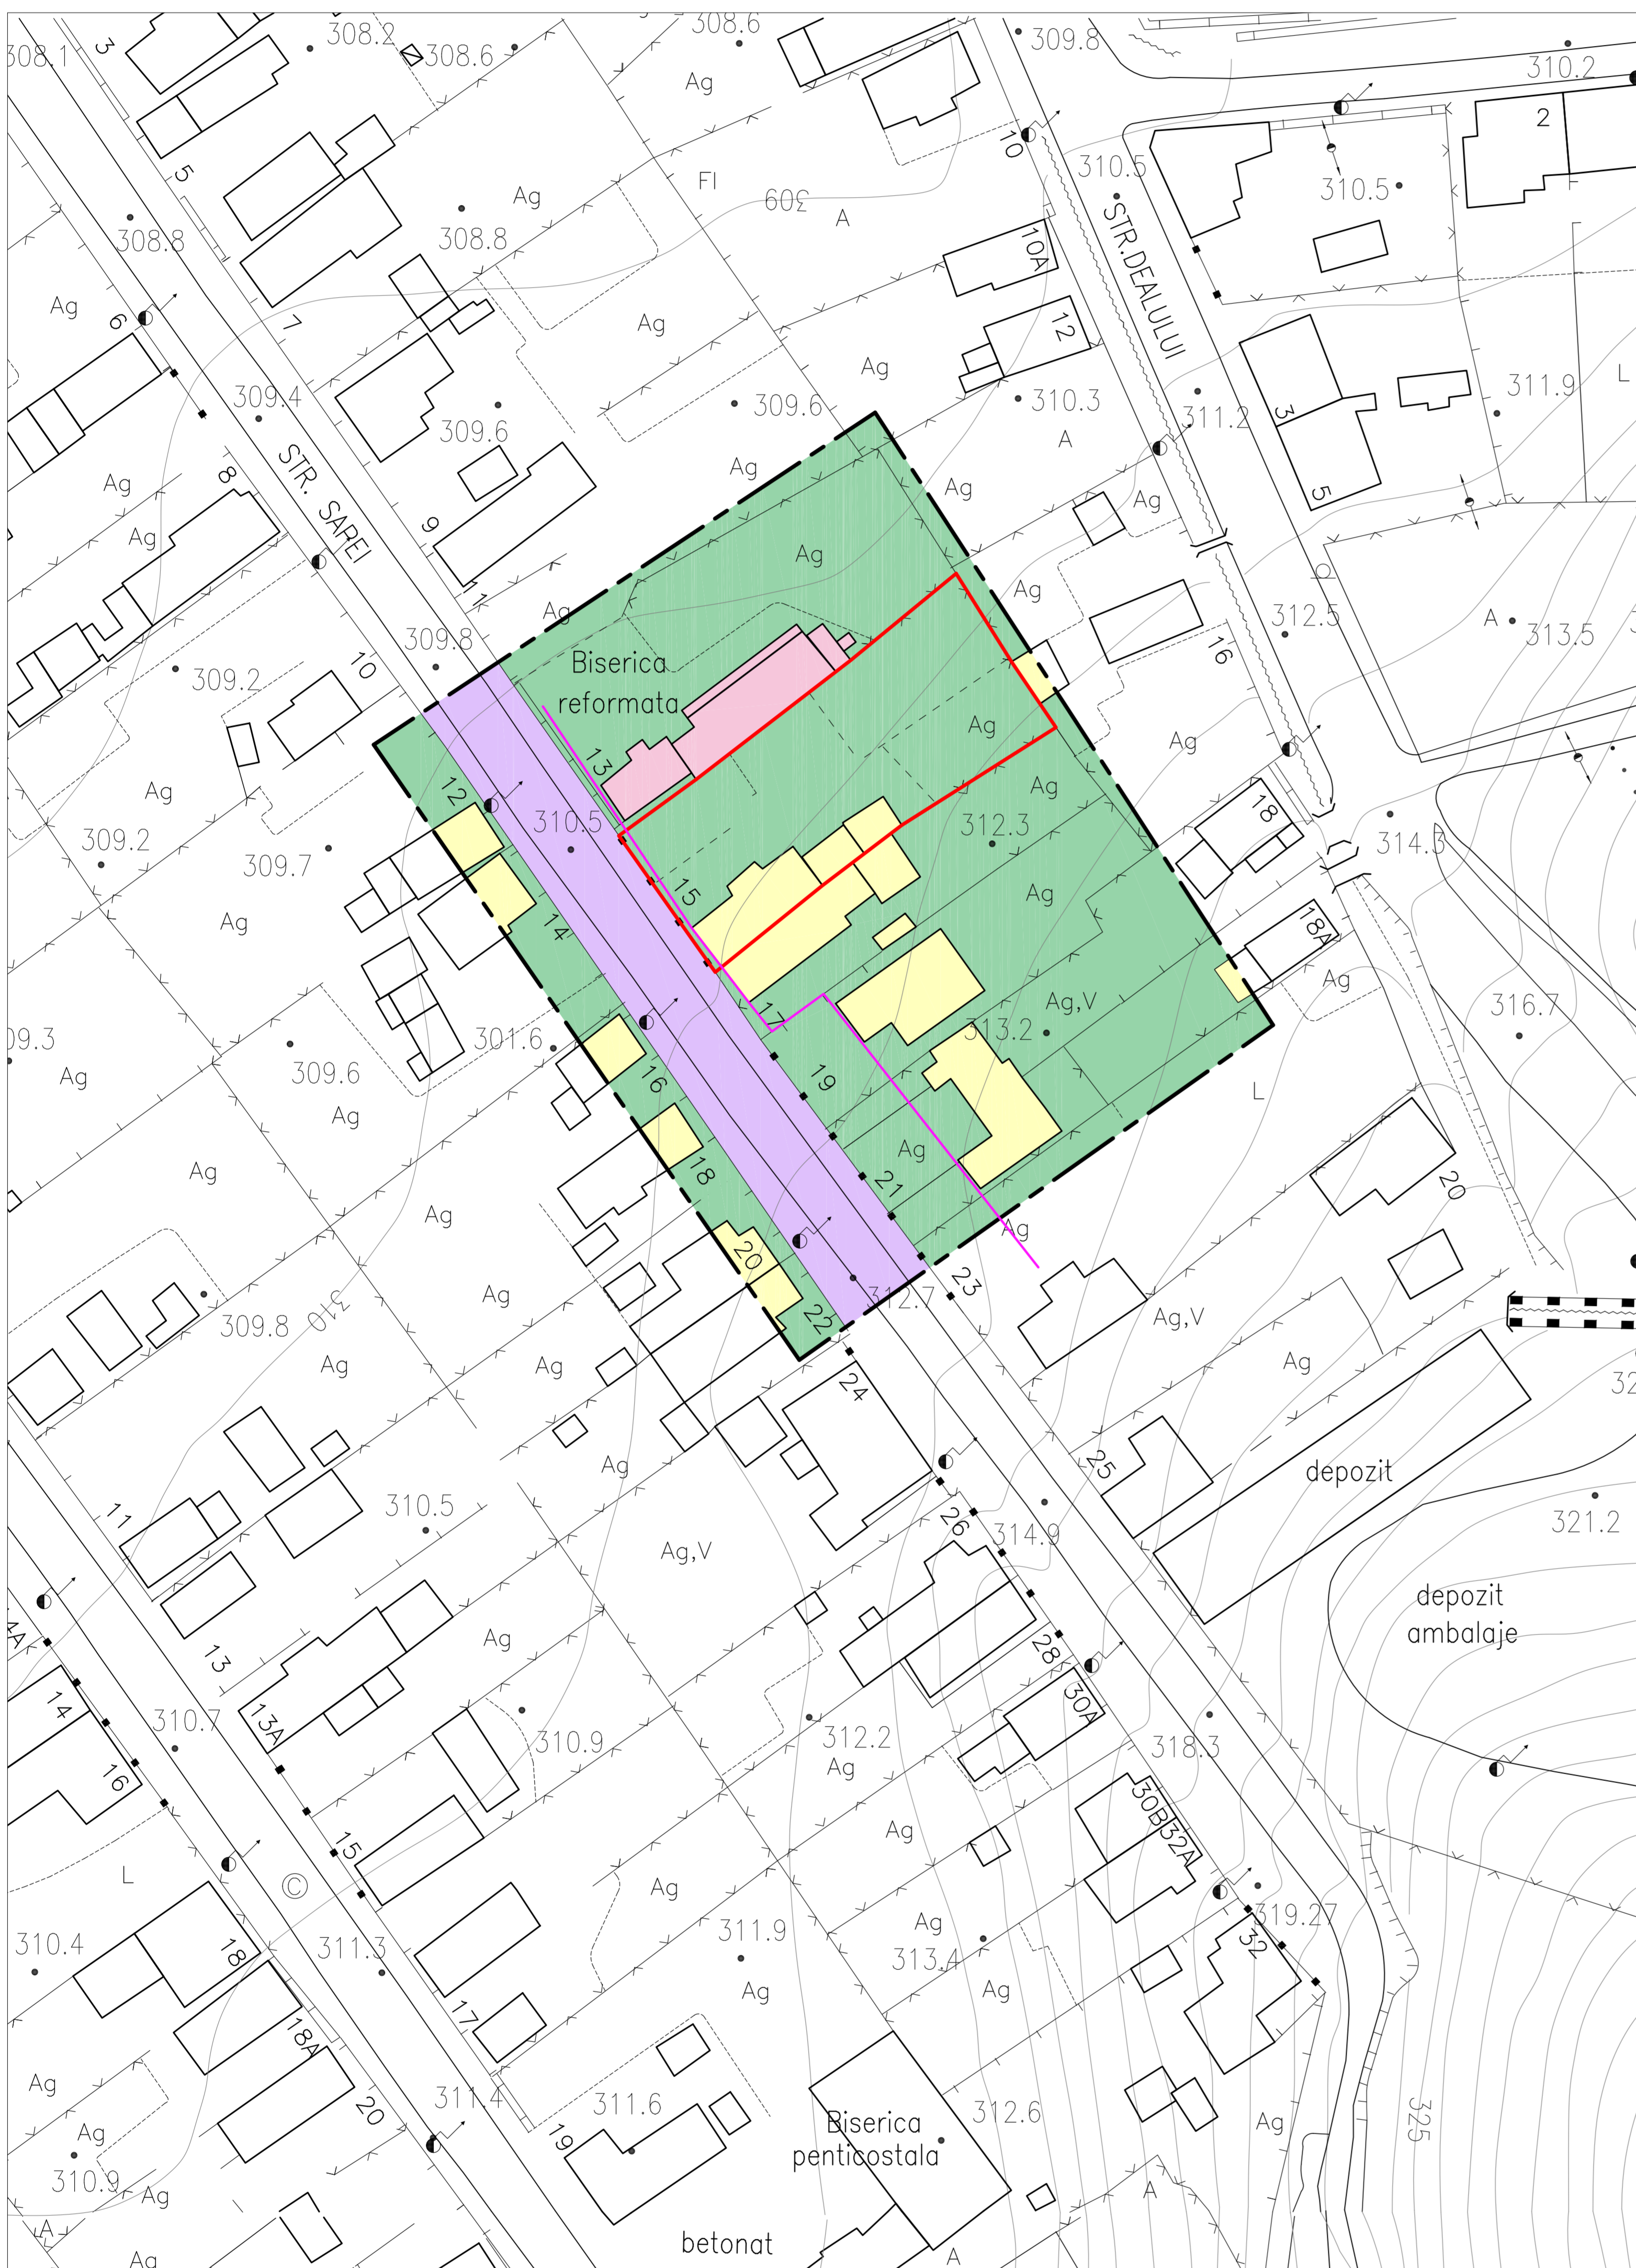 308.1
3
308.2
308.6
308.6
309.8
310.2
Ag
10
2
5
Ag
Fl
309
A
310.5
310.5
308.8
308.8
STR.DEALULUI
10A
Ag
6
7
Ag
12
L
309.4
309.6
309.6
Ag
310.3
311.2
3
311.9
A
STR. SARII
Ag
8
Ag
Ag
Ag
5
Ag
9
Ag
11
Ag
Ag
312.5
A
313.5
309.8
10
309.2
Biserica
reformata
16
Ag
Ag
Ag
13
12
Ag
18
309.2
309.7
310.5
312.3
314.3
15
Ag
14
Ag
18A
Ag
Ag,V
316.7
17
313.2
09.3
301.6
309.6
Ag
16
19
L
Ag
Ag
18
Ag
21
20
Ag
20
Ag
23
312.7
Ag
310
309.8
22
Ag,V
Ag
Ag
Ag
24
25
depozit
Ag
11
310.5
321.2
26
314.9
Ag,V
depozit
ambalaje
4A
Ag
13
28
14
13A
30A
310.7
310.9
312.2
318.3
Ag
16
30B
32A
15
Ag
L
©
Ag
311.9
Ag
319.27
310.4
18
311.3
313.4
32
Ag
Ag
17
18A
Ag
311.4
20
311.6
312.6
325
Ag
Biserica
penticostala
19
Ag
310.9
Ag
A
A
betonat
Ag
A